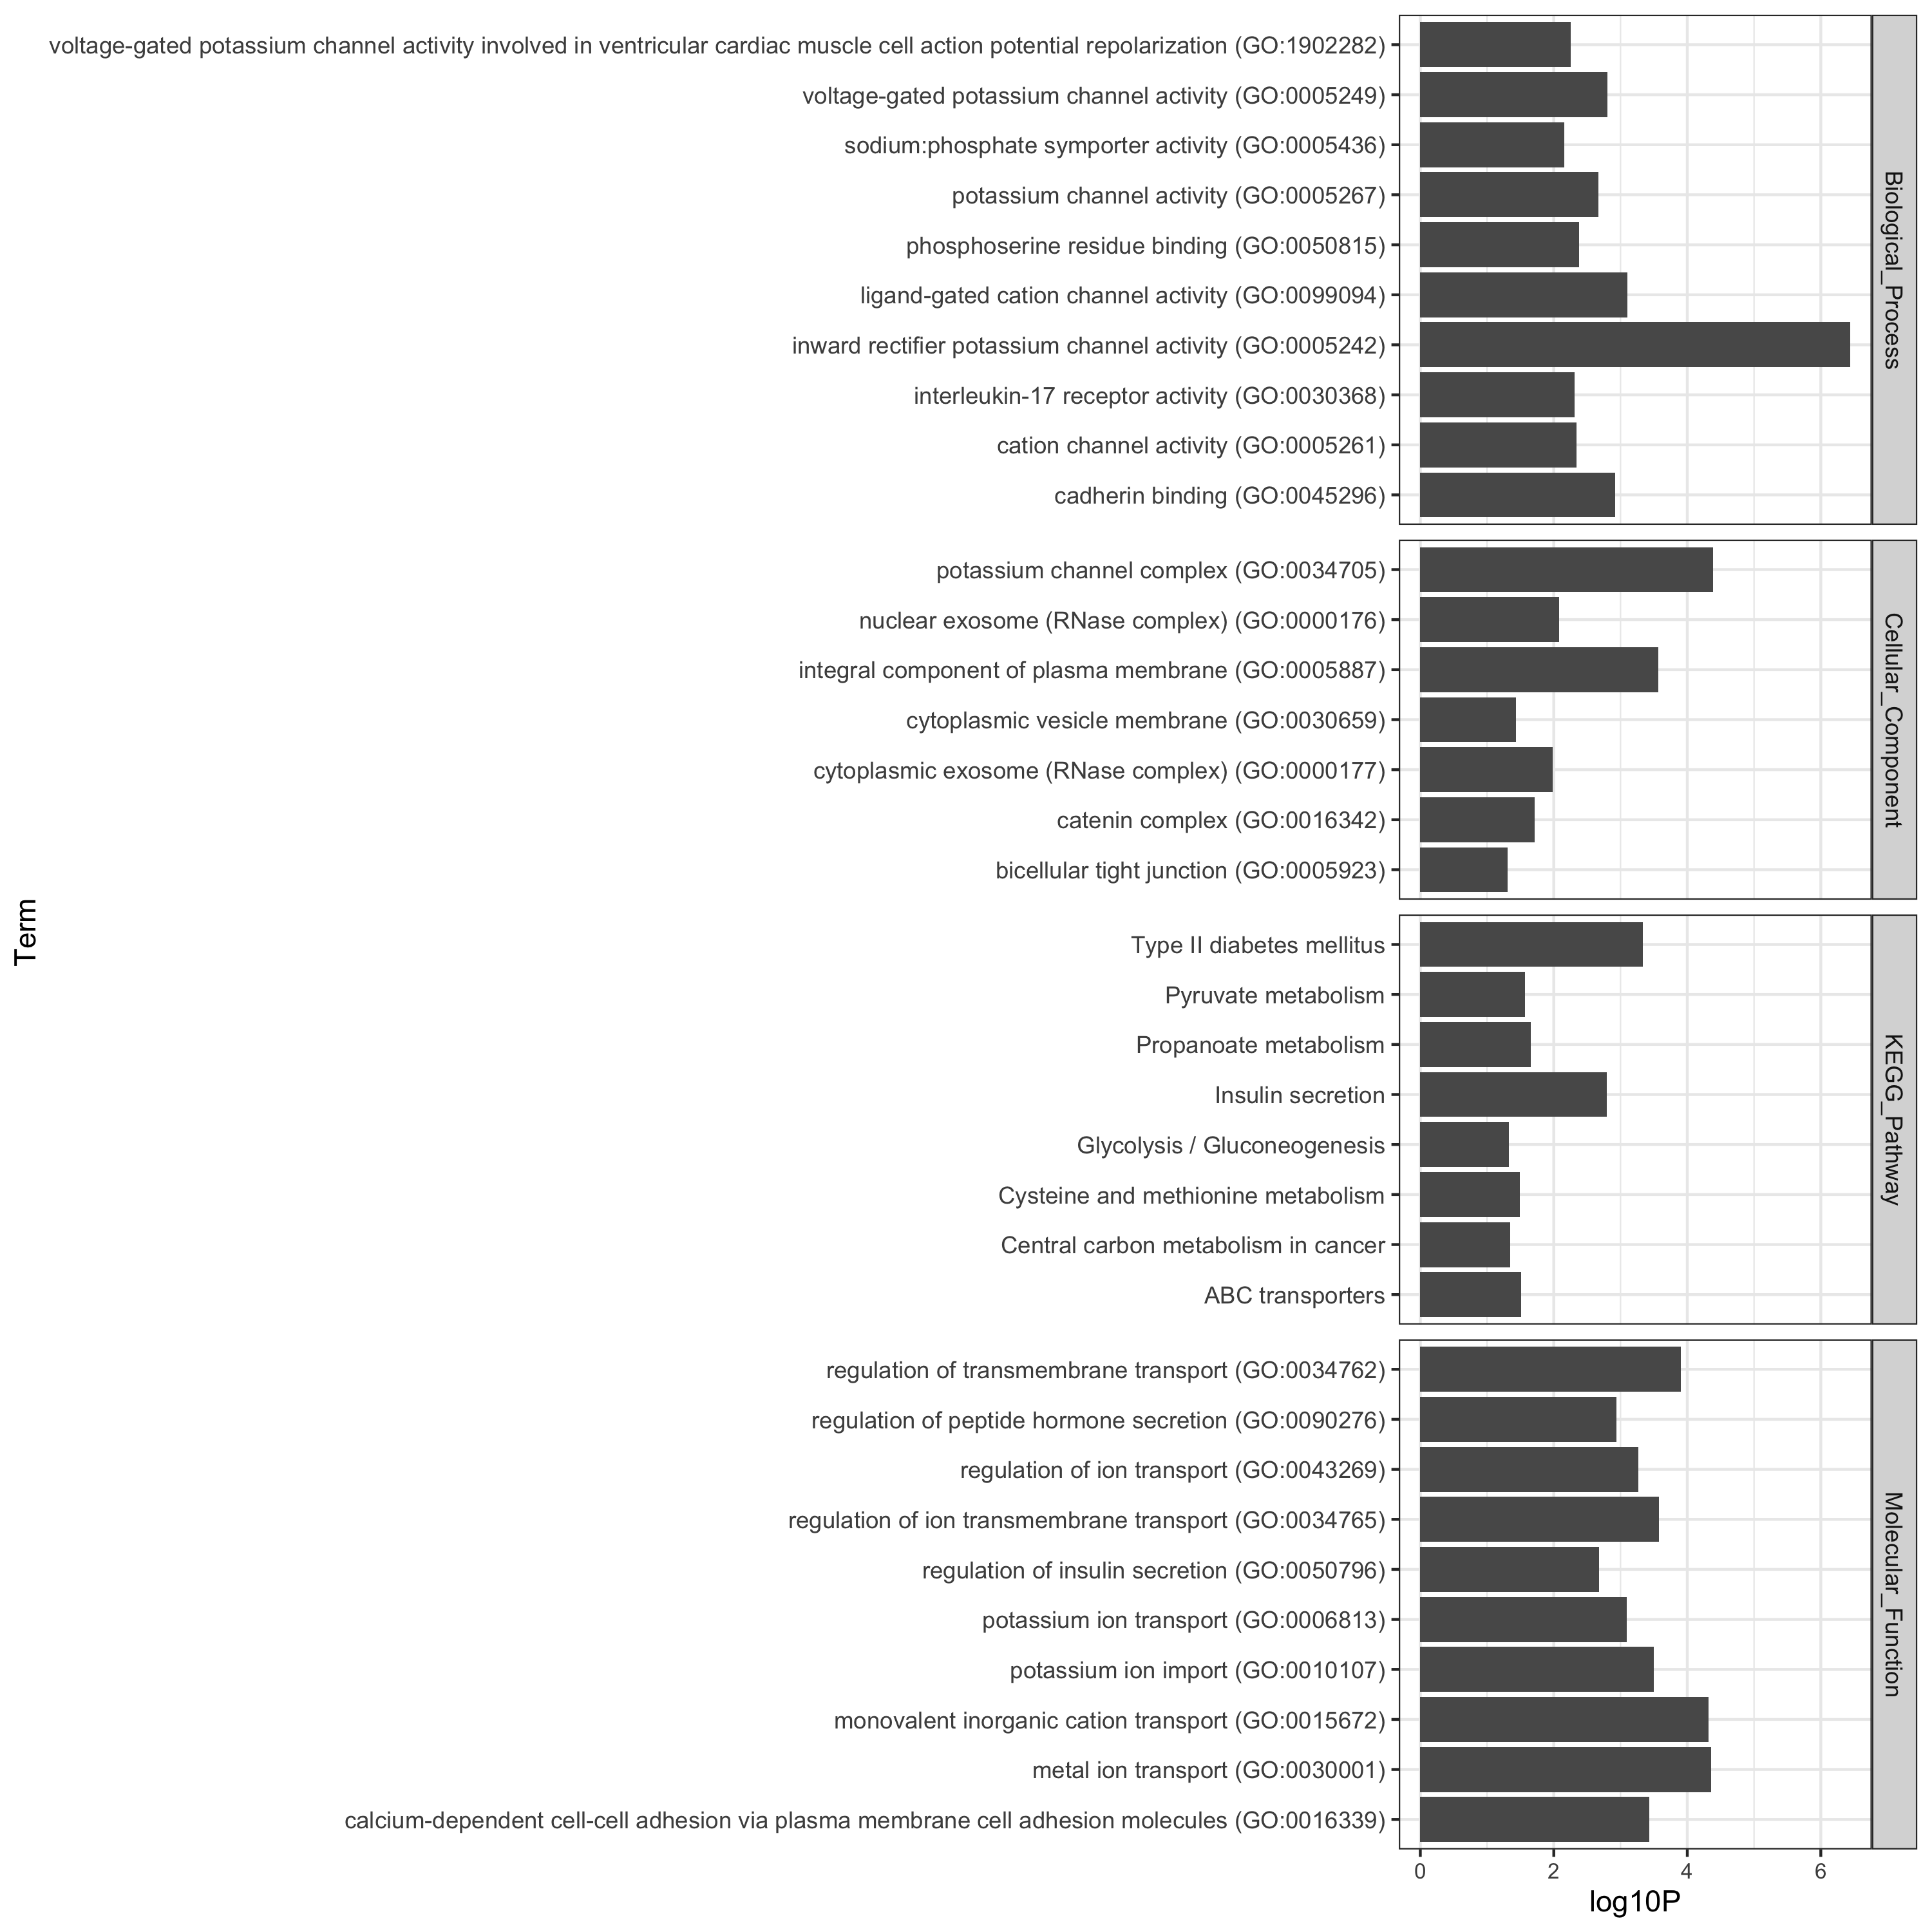 voltage-gated potassium channel activity involved in ventricular cardiac muscle cell action potential repolarization (GO:1902282)
voltage-gated potassium channel activity (GO:0005249)
sodium:phosphate symporter activity (GO:0005436)
potassium channel activity (GO:0005267)
phosphoserine residue binding (GO:0050815)
ligand-gated cation channel activity (GO:0099094)
inward rectifier potassium channel activity (GO:0005242)
interleukin-17 receptor activity (GO:0030368)
cation channel activity (GO:0005261)
cadherin binding (GO:0045296)
Biological_Process
potassium channel complex (GO:0034705)
nuclear exosome (RNase complex) (GO:0000176)
integral component of plasma membrane (GO:0005887)
cytoplasmic vesicle membrane (GO:0030659)
cytoplasmic exosome (RNase complex) (GO:0000177)
catenin complex (GO:0016342)
bicellular tight junction (GO:0005923)
Cellular_Component
Term
Type II diabetes mellitus
Pyruvate metabolism
Propanoate metabolism
Insulin secretion
Glycolysis / Gluconeogenesis
Cysteine and methionine metabolism
Central carbon metabolism in cancer
ABC transporters
KEGG_Pathway
regulation of transmembrane transport (GO:0034762)
regulation of peptide hormone secretion (GO:0090276)
regulation of ion transport (GO:0043269)
regulation of ion transmembrane transport (GO:0034765)
regulation of insulin secretion (GO:0050796)
potassium ion transport (GO:0006813)
potassium ion import (GO:0010107)
monovalent inorganic cation transport (GO:0015672)
metal ion transport (GO:0030001)
calcium-dependent cell-cell adhesion via plasma membrane cell adhesion molecules (GO:0016339)
Molecular_Function
0 2 4 6
log10P